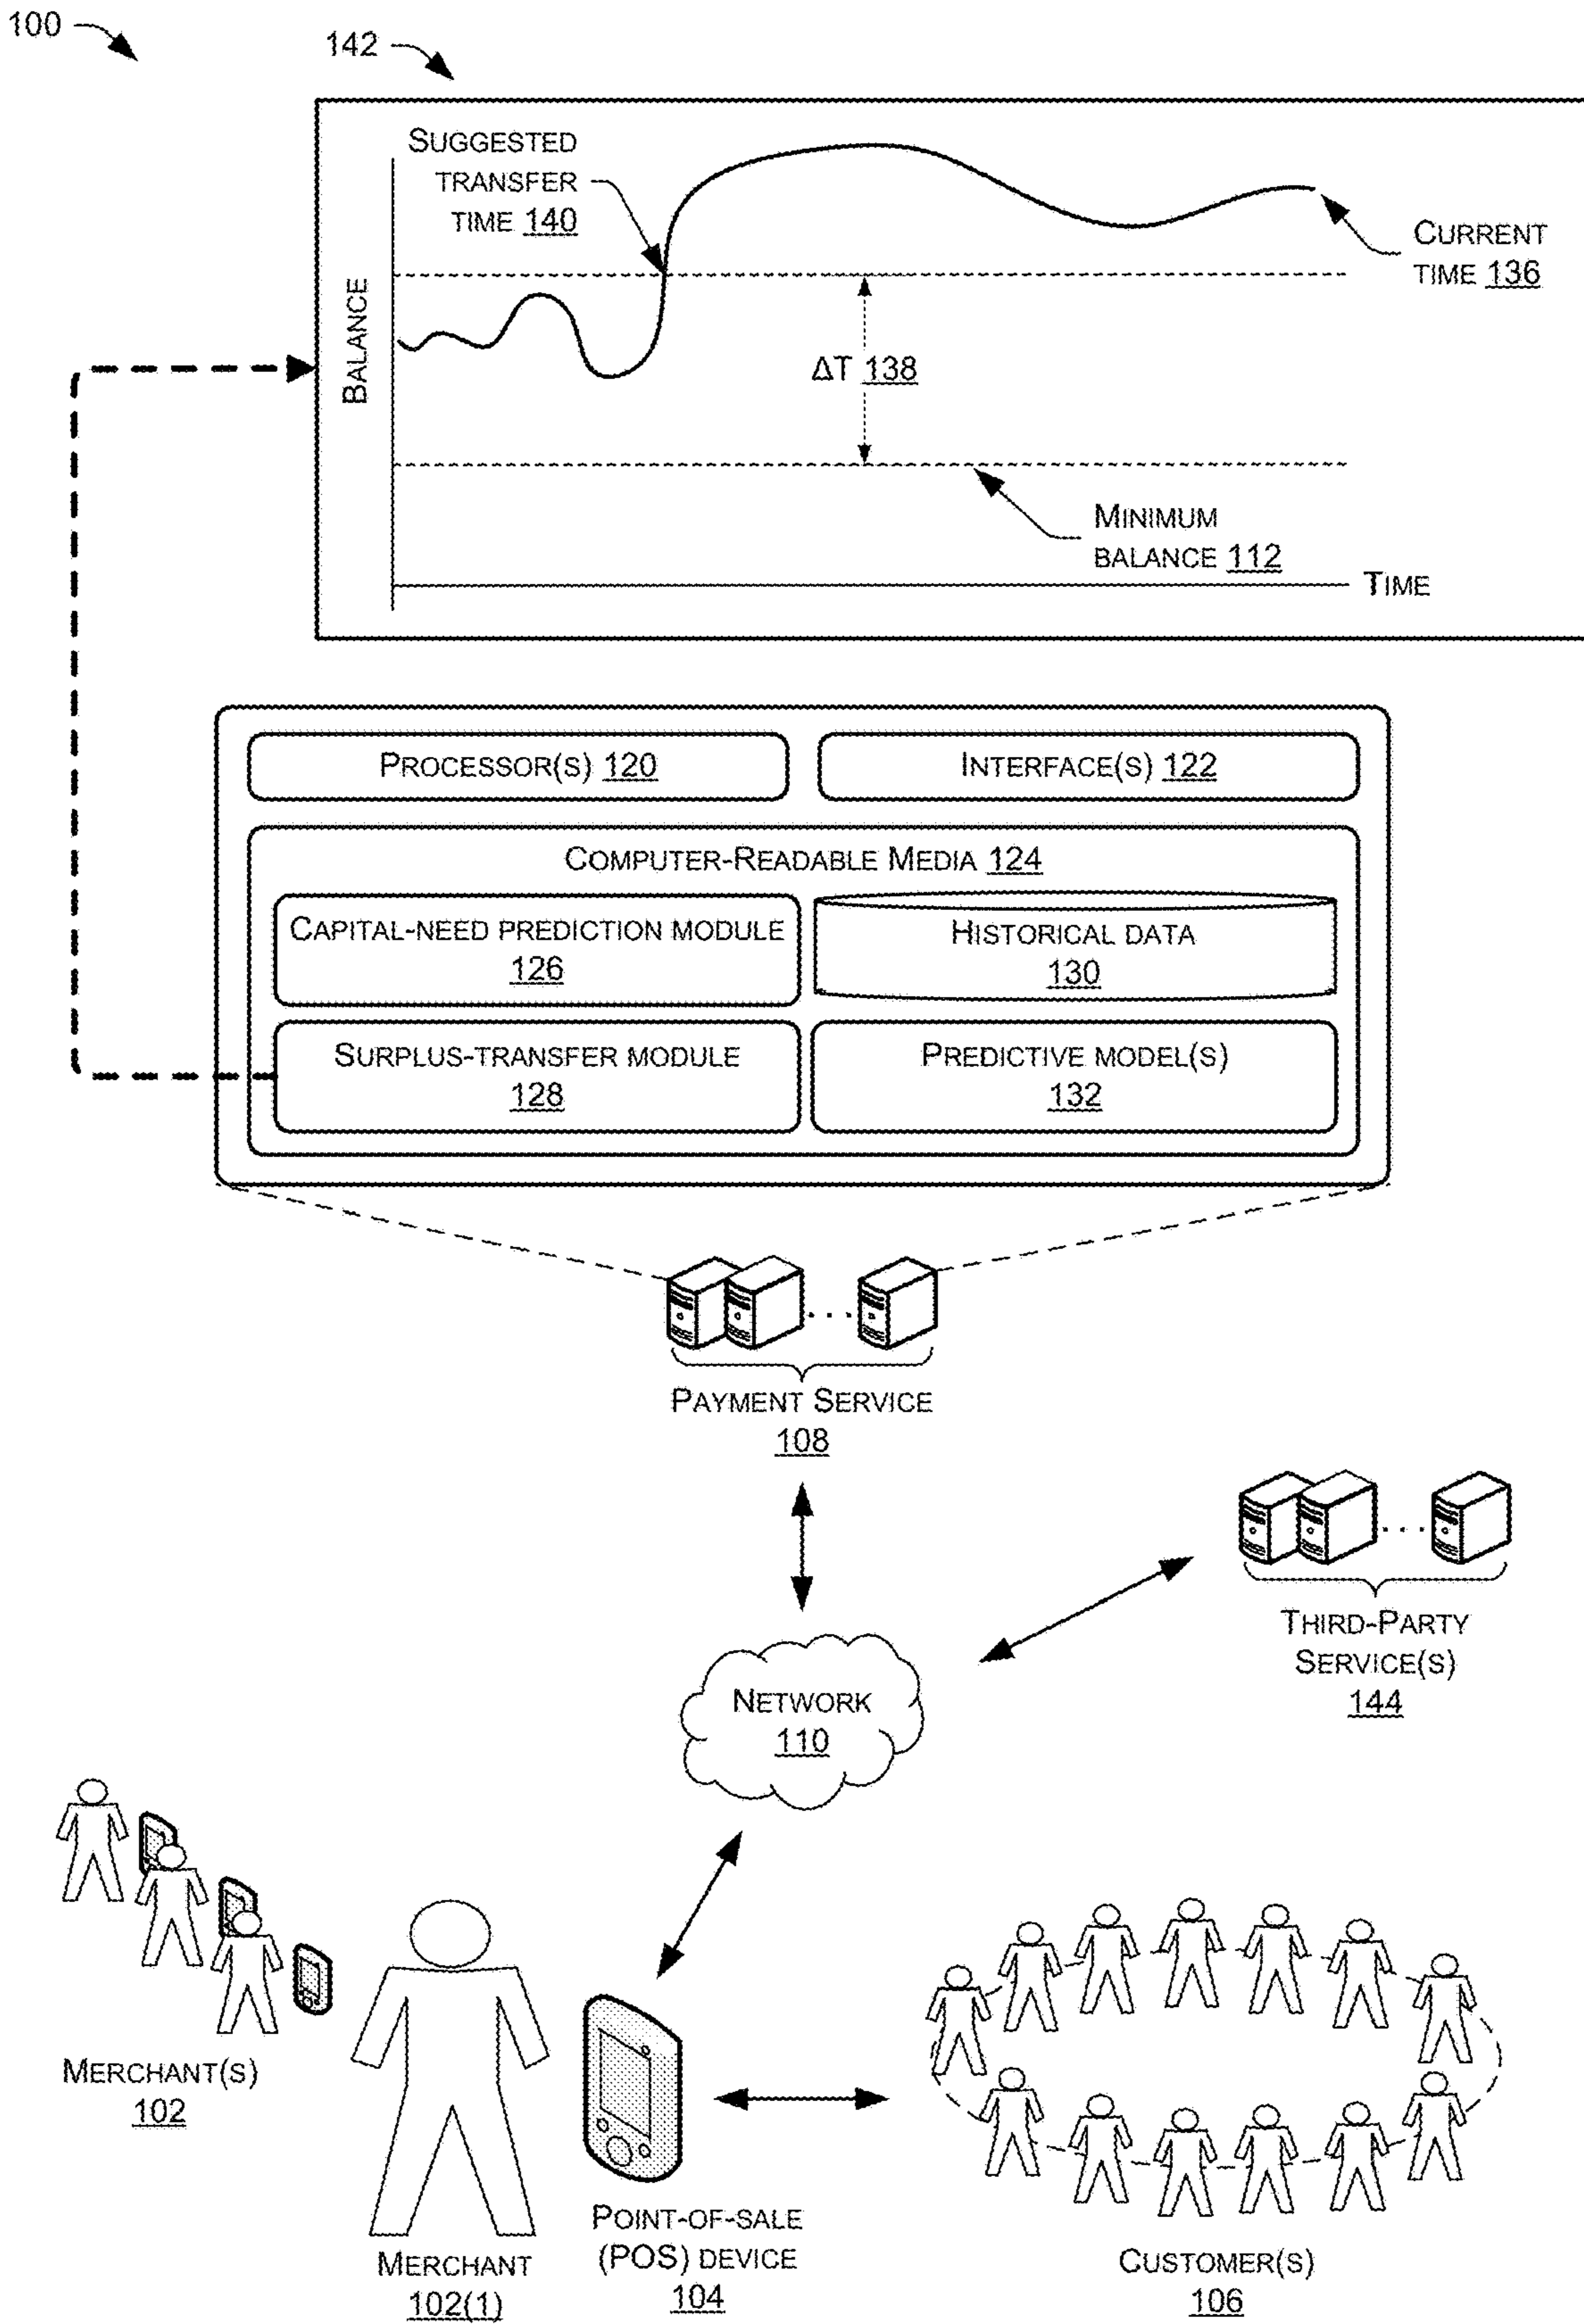 100
142
Suggested
transfer
time 140
Current
time 136
Balance
ΔT 138
Minimum
balance 112
Time
Processor(s) 120
Interface(s) 122
Computer-Readable Media 124
Capital-need prediction module
126
Historical data
130
Surplus-transfer module
128
Predictive model(s)
132
Payment Service
108
Third-Party
Service(s)
144
Network
110
Merchant(s)
102
Merchant
102(1)
Point-of-sale
(POS) device
104
Customer(s)
106